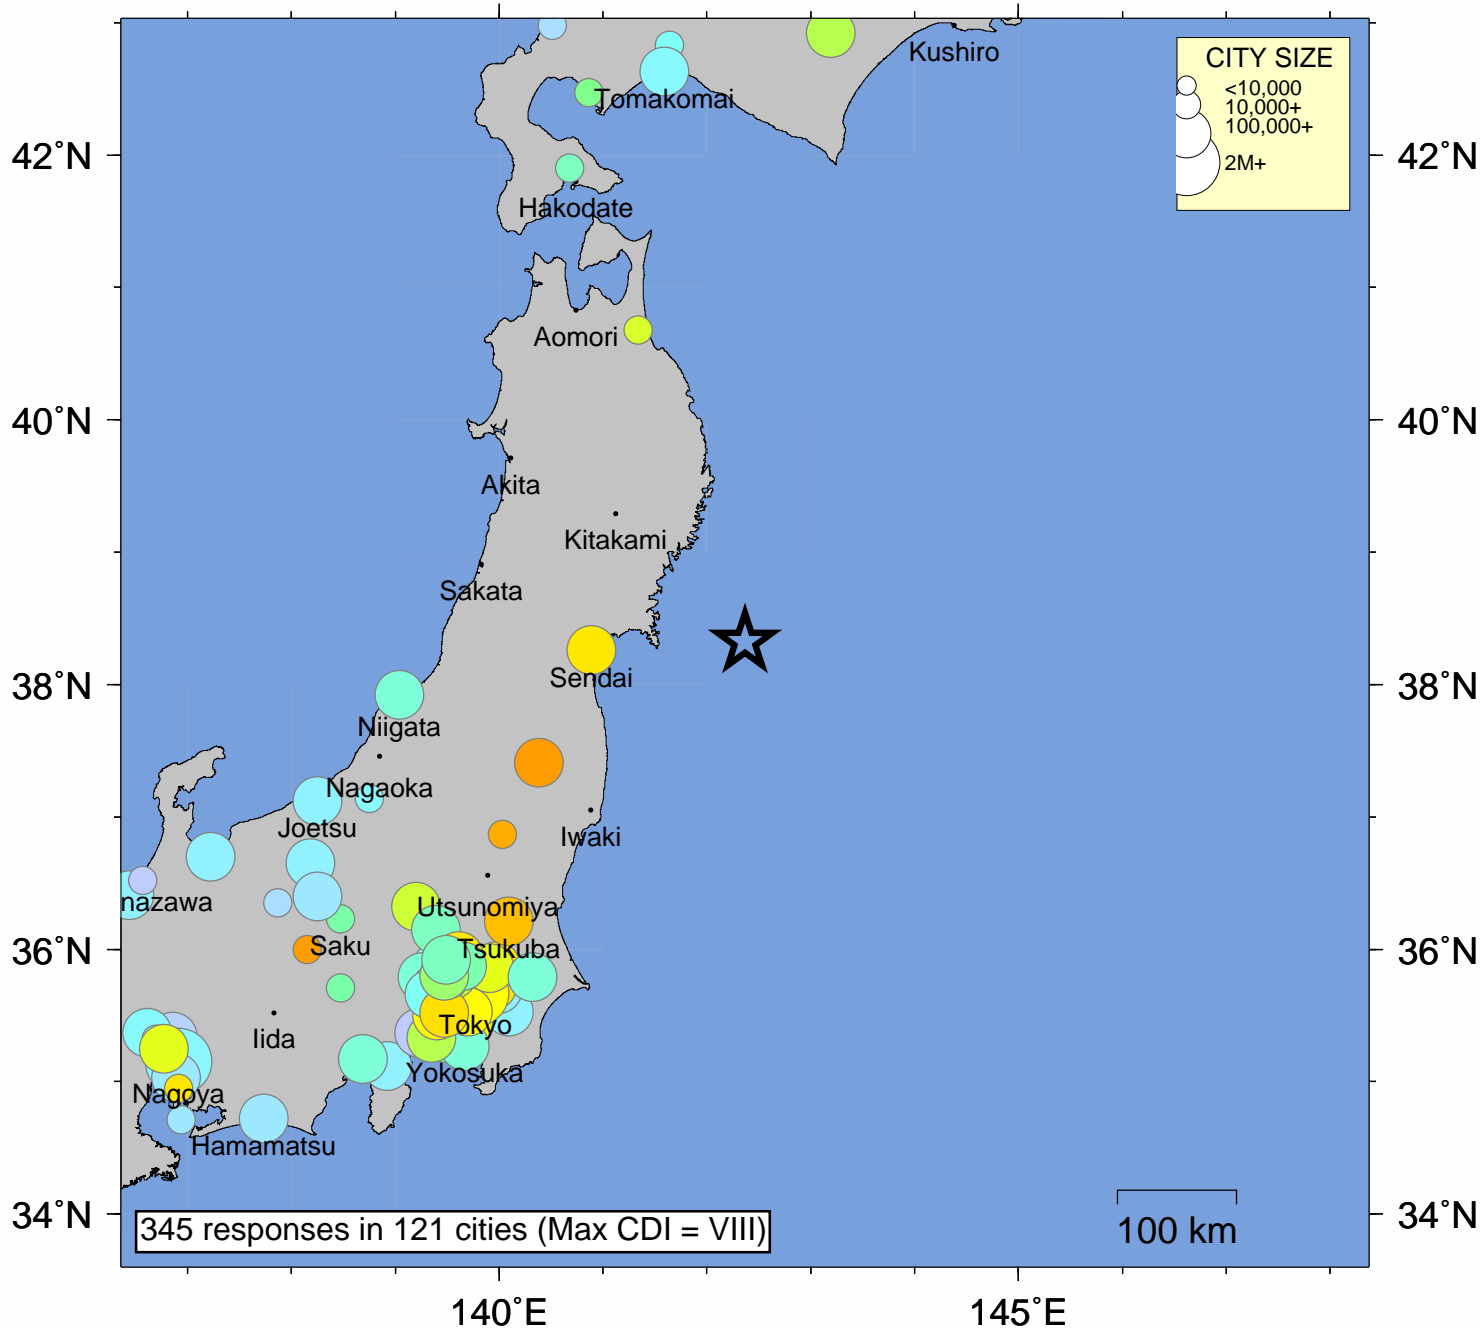 Kushiro
CITY SIZE
<10,000
10,000+
100,000+
2M+
Tomakomai
42°N
42°N
Hakodate
Aomori
40°N
40°N
Akita
Kitakami
Sakata
Sendai
38°N
38°N
Niigata
Nagaoka
Joetsu
Iwaki
nazawa
Utsunomiya
Saku
Tsukuba
36°N
36°N
Tokyo
Iida
Yokosuka
Nagoya
Hamamatsu
34°N
34°N
345 responses in 121 cities (Max CDI = VIII)
100 km
140°E
145°E